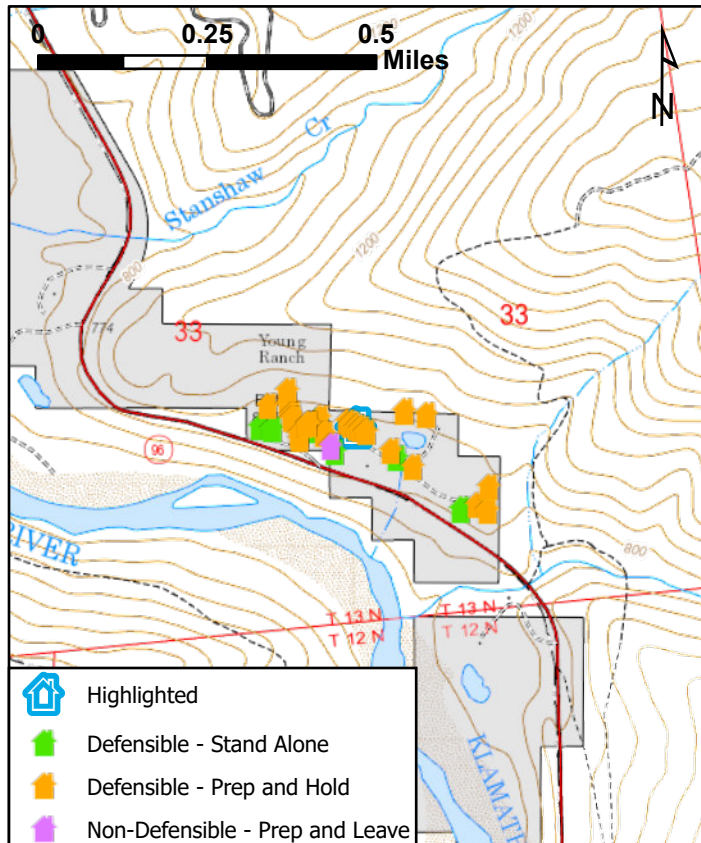 0 0.25 0.5
Miles
N
1200
1200
Stanshaw Cr
1200
800
774
33
33
Young
Ranch
96
RIVER
800
T 13 N
T 13 N
T 12 N
T 12 N
KLAMATH
Highlighted
Defensible - Stand Alone
Defensible - Prep and Hold
Non-Defensible - Prep and Leave